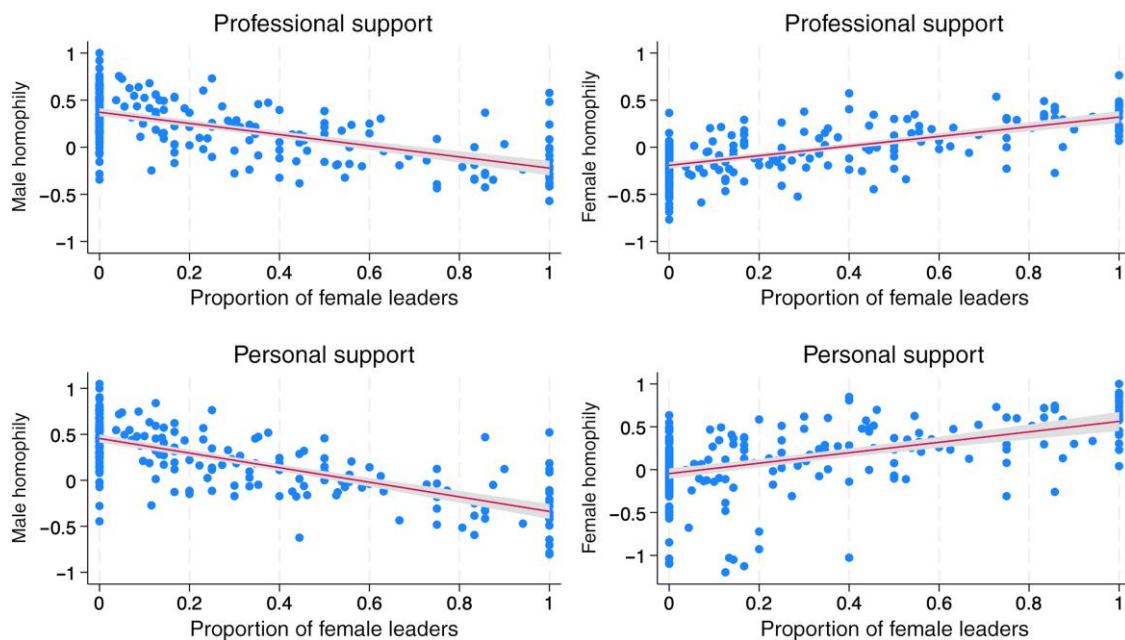 Professional support
Male homophily
1
0.5
0
−0.5
−1
0 0.2 0.4 0.6 0.8 1
Proportion of female leaders
Professional support
Female homophily
1
0.5
0
−0.5
−1
0 0.2 0.4 0.6 0.8 1
Proportion of female leaders
Personal support
Male homophily
1
0.5
0
−0.5
−1
0 0.2 0.4 0.6 0.8 1
Proportion of female leaders
Personal support
Female homophily
1
0.5
0
−0.5
−1
0 0.2 0.4 0.6 0.8 1
Proportion of female leaders